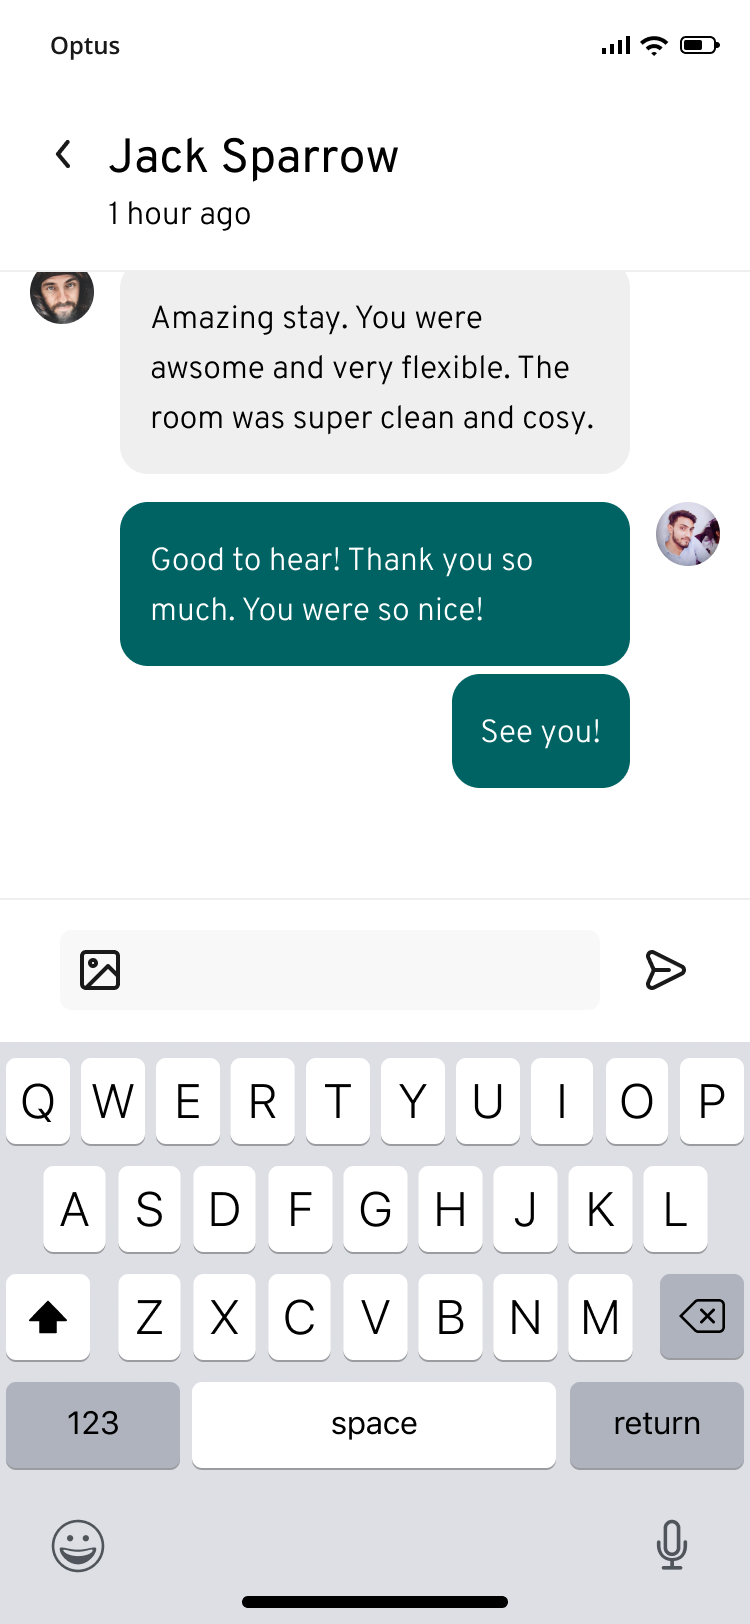 Optus
Jack Sparrow
1 hour ago
Amazing stay. You were
awsome and very flexible. The
room was super clean and cosy.
Good to hear! Thank you so
much. You were so nice!
See you!
Q W E R T Y U I O P
A S D F G H J K L
Z X C V B N M
123 space return